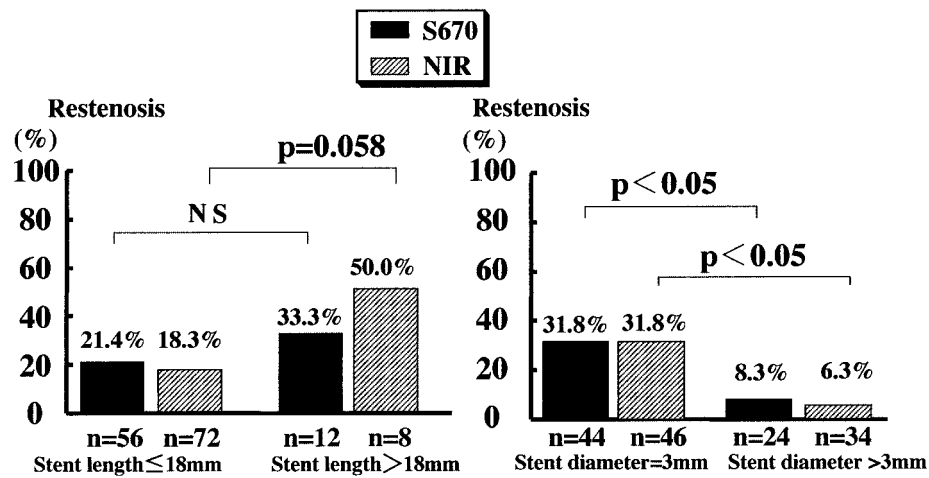 S670
NIR
Restenosis
(%)
100
80
60
40
20
0
p=0.058
NS
21.4%
18.3%
33.3%
50.0%
n=56
n=72
n=12
n=8
Stent length≦18mm
Stent length>18mm
Restenosis
(%)
100
80
60
40
20
0
p<0.05
p<0.05
31.8%
31.8%
8.3%
6.3%
n=44
n=46
n=24
n=34
Stent diameter=3mm
Stent diameter >3mm